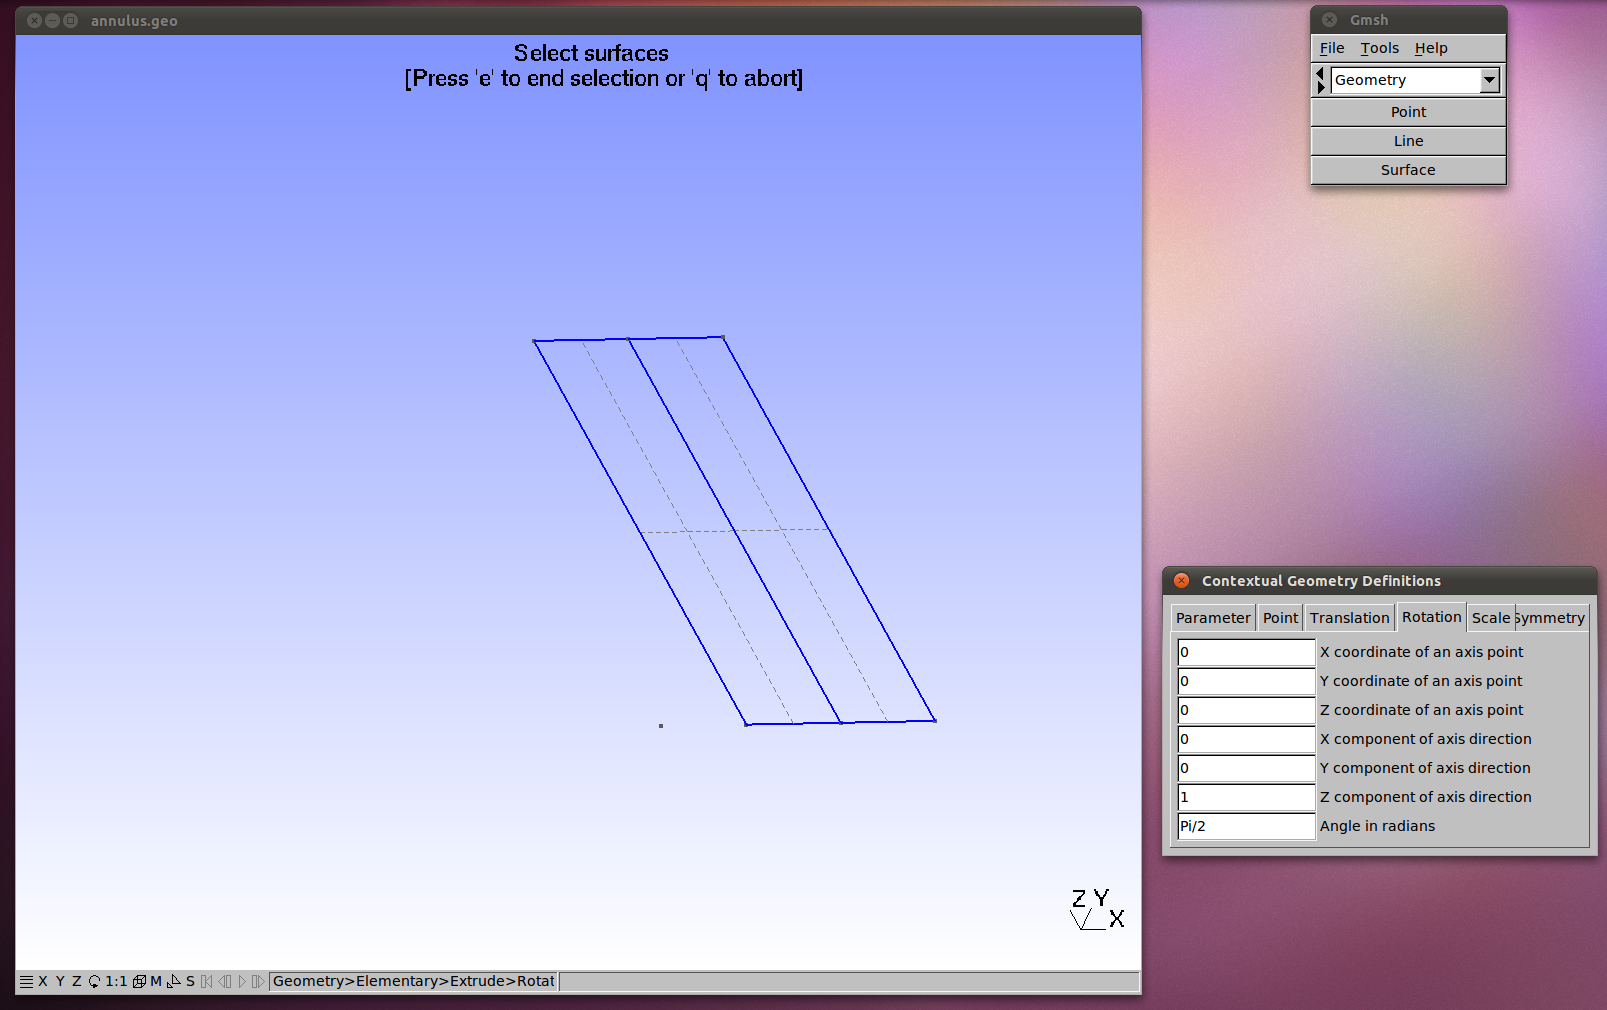 annulus.geo
Select surfaces
[Press 'e' to end selection or 'q' to abort]
Z Y
X
X Y Z 1:1 M S
Geometry>Elementary>Extrude>Rotat
Gmsh
File Tools Help
Geometry
Point
Line
Surface
Contextual Geometry Definitions
Parameter Point Translation Rotation Scale Symmetry
0 X coordinate of an axis point
0 Y coordinate of an axis point
0 Z coordinate of an axis point
0 X component of axis direction
0 Y component of axis direction
1 Z component of axis direction
Pi/2 Angle in radians